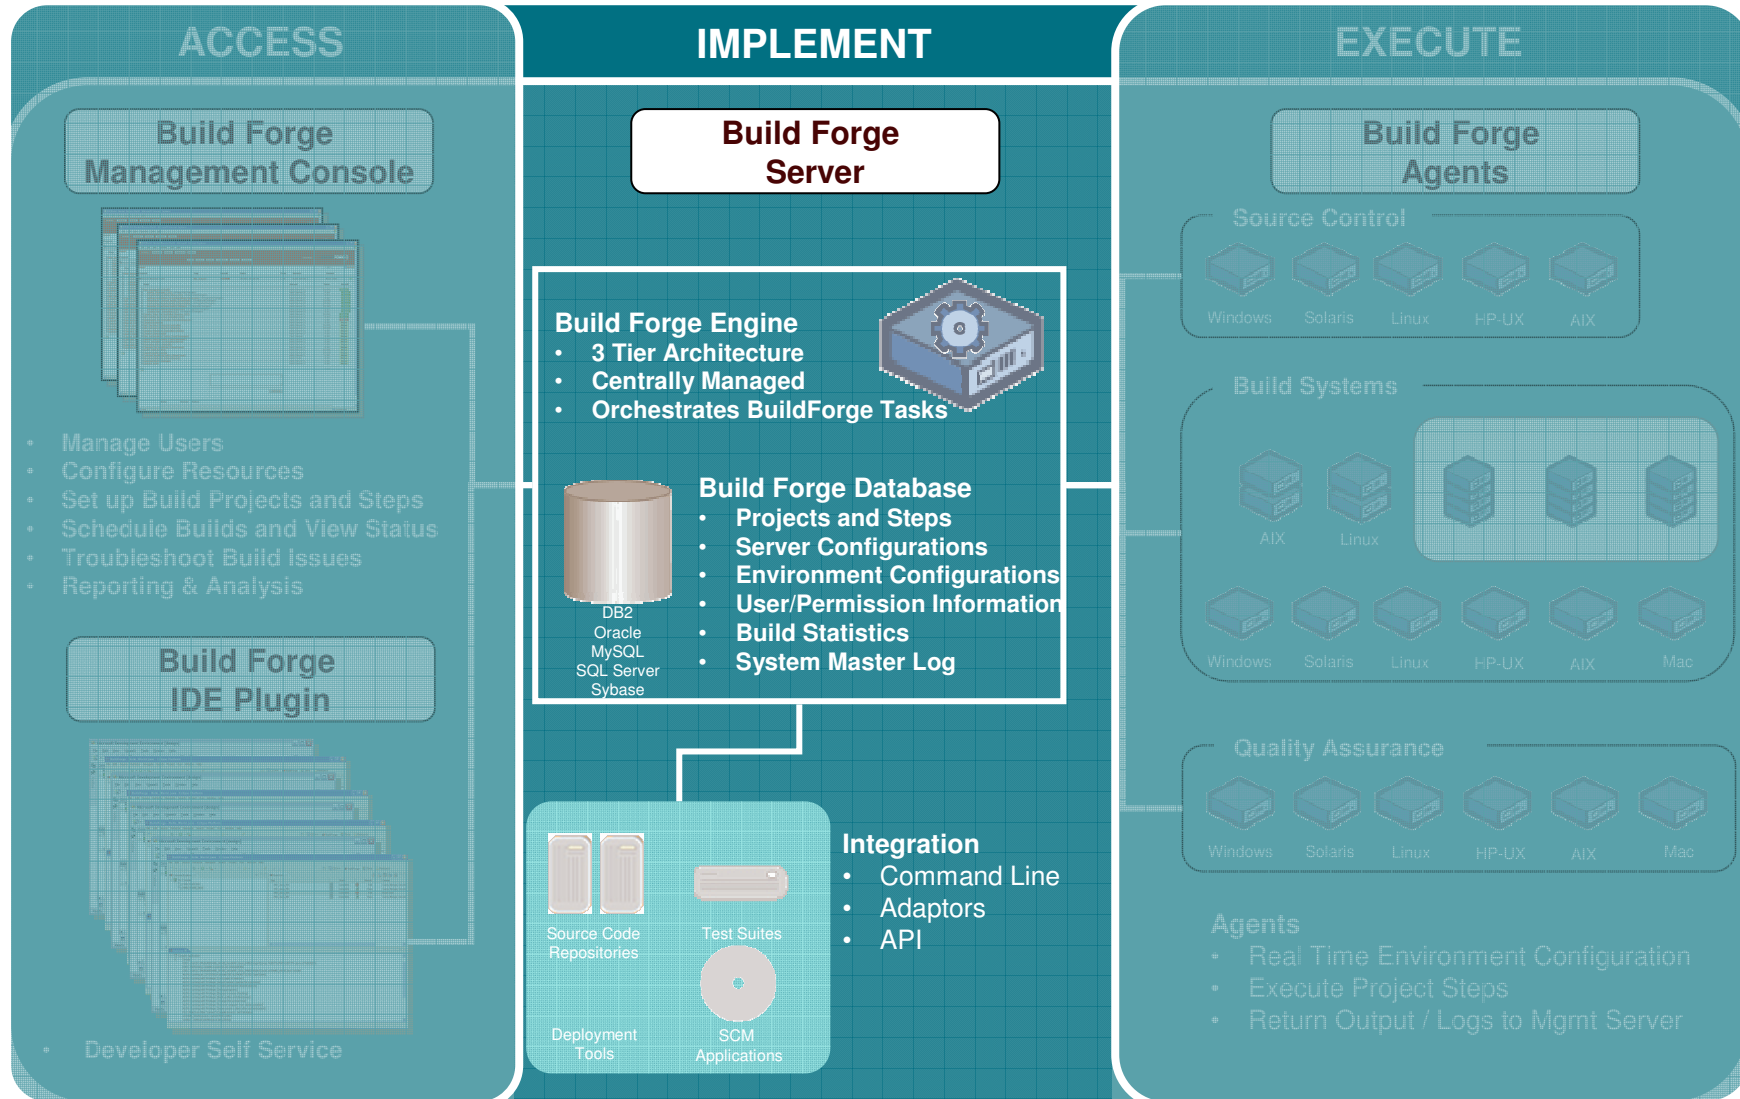 ACCESS
Build Forge
Management Console
• Manage Users
• Configure Resources
• Set up Build Projects and Steps
• Schedule Builds and View Status
• Troubleshoot Build Issues
• Reporting & Analysis
Build Forge
IDE Plugin
• Developer Self Service
IMPLEMENT
Build Forge
Server
Build Forge Engine
• 3 Tier Architecture
• Centrally Managed
• Orchestrates BuildForge Tasks
Build Forge Database
• Projects and Steps
• Server Configurations
• Environment Configurations
• User/Permission Information
• Build Statistics
• System Master Log
DB2
Oracle
MySQL
SQL Server
Sybase
Source Code
Repositories
Test Suites
Deployment
Tools
SCM
Applications
Integration
• Command Line
• Adaptors
• API
EXECUTE
Build Forge
Agents
Source Control
Windows Solaris Linux HP-UX AIX
Build Systems
AIX Linux
Windows Solaris Linux HP-UX AIX Mac
Quality Assurance
Windows Solaris Linux HP-UX AIX Mac
Agents
• Real Time Environment Configuration
• Execute Project Steps
• Return Output / Logs to Mgmt Server